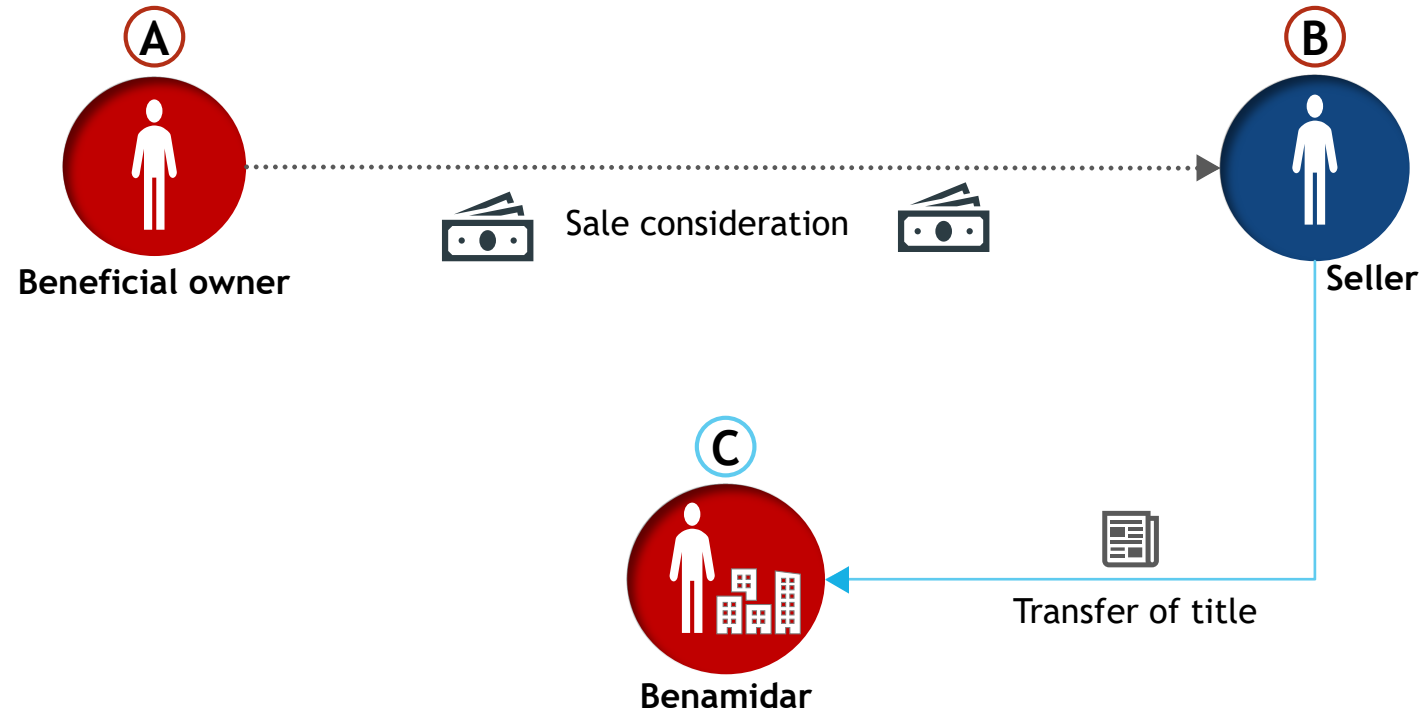 A
B
Sale consideration
Beneficial owner
Seller
C
Transfer of title
Benamidar